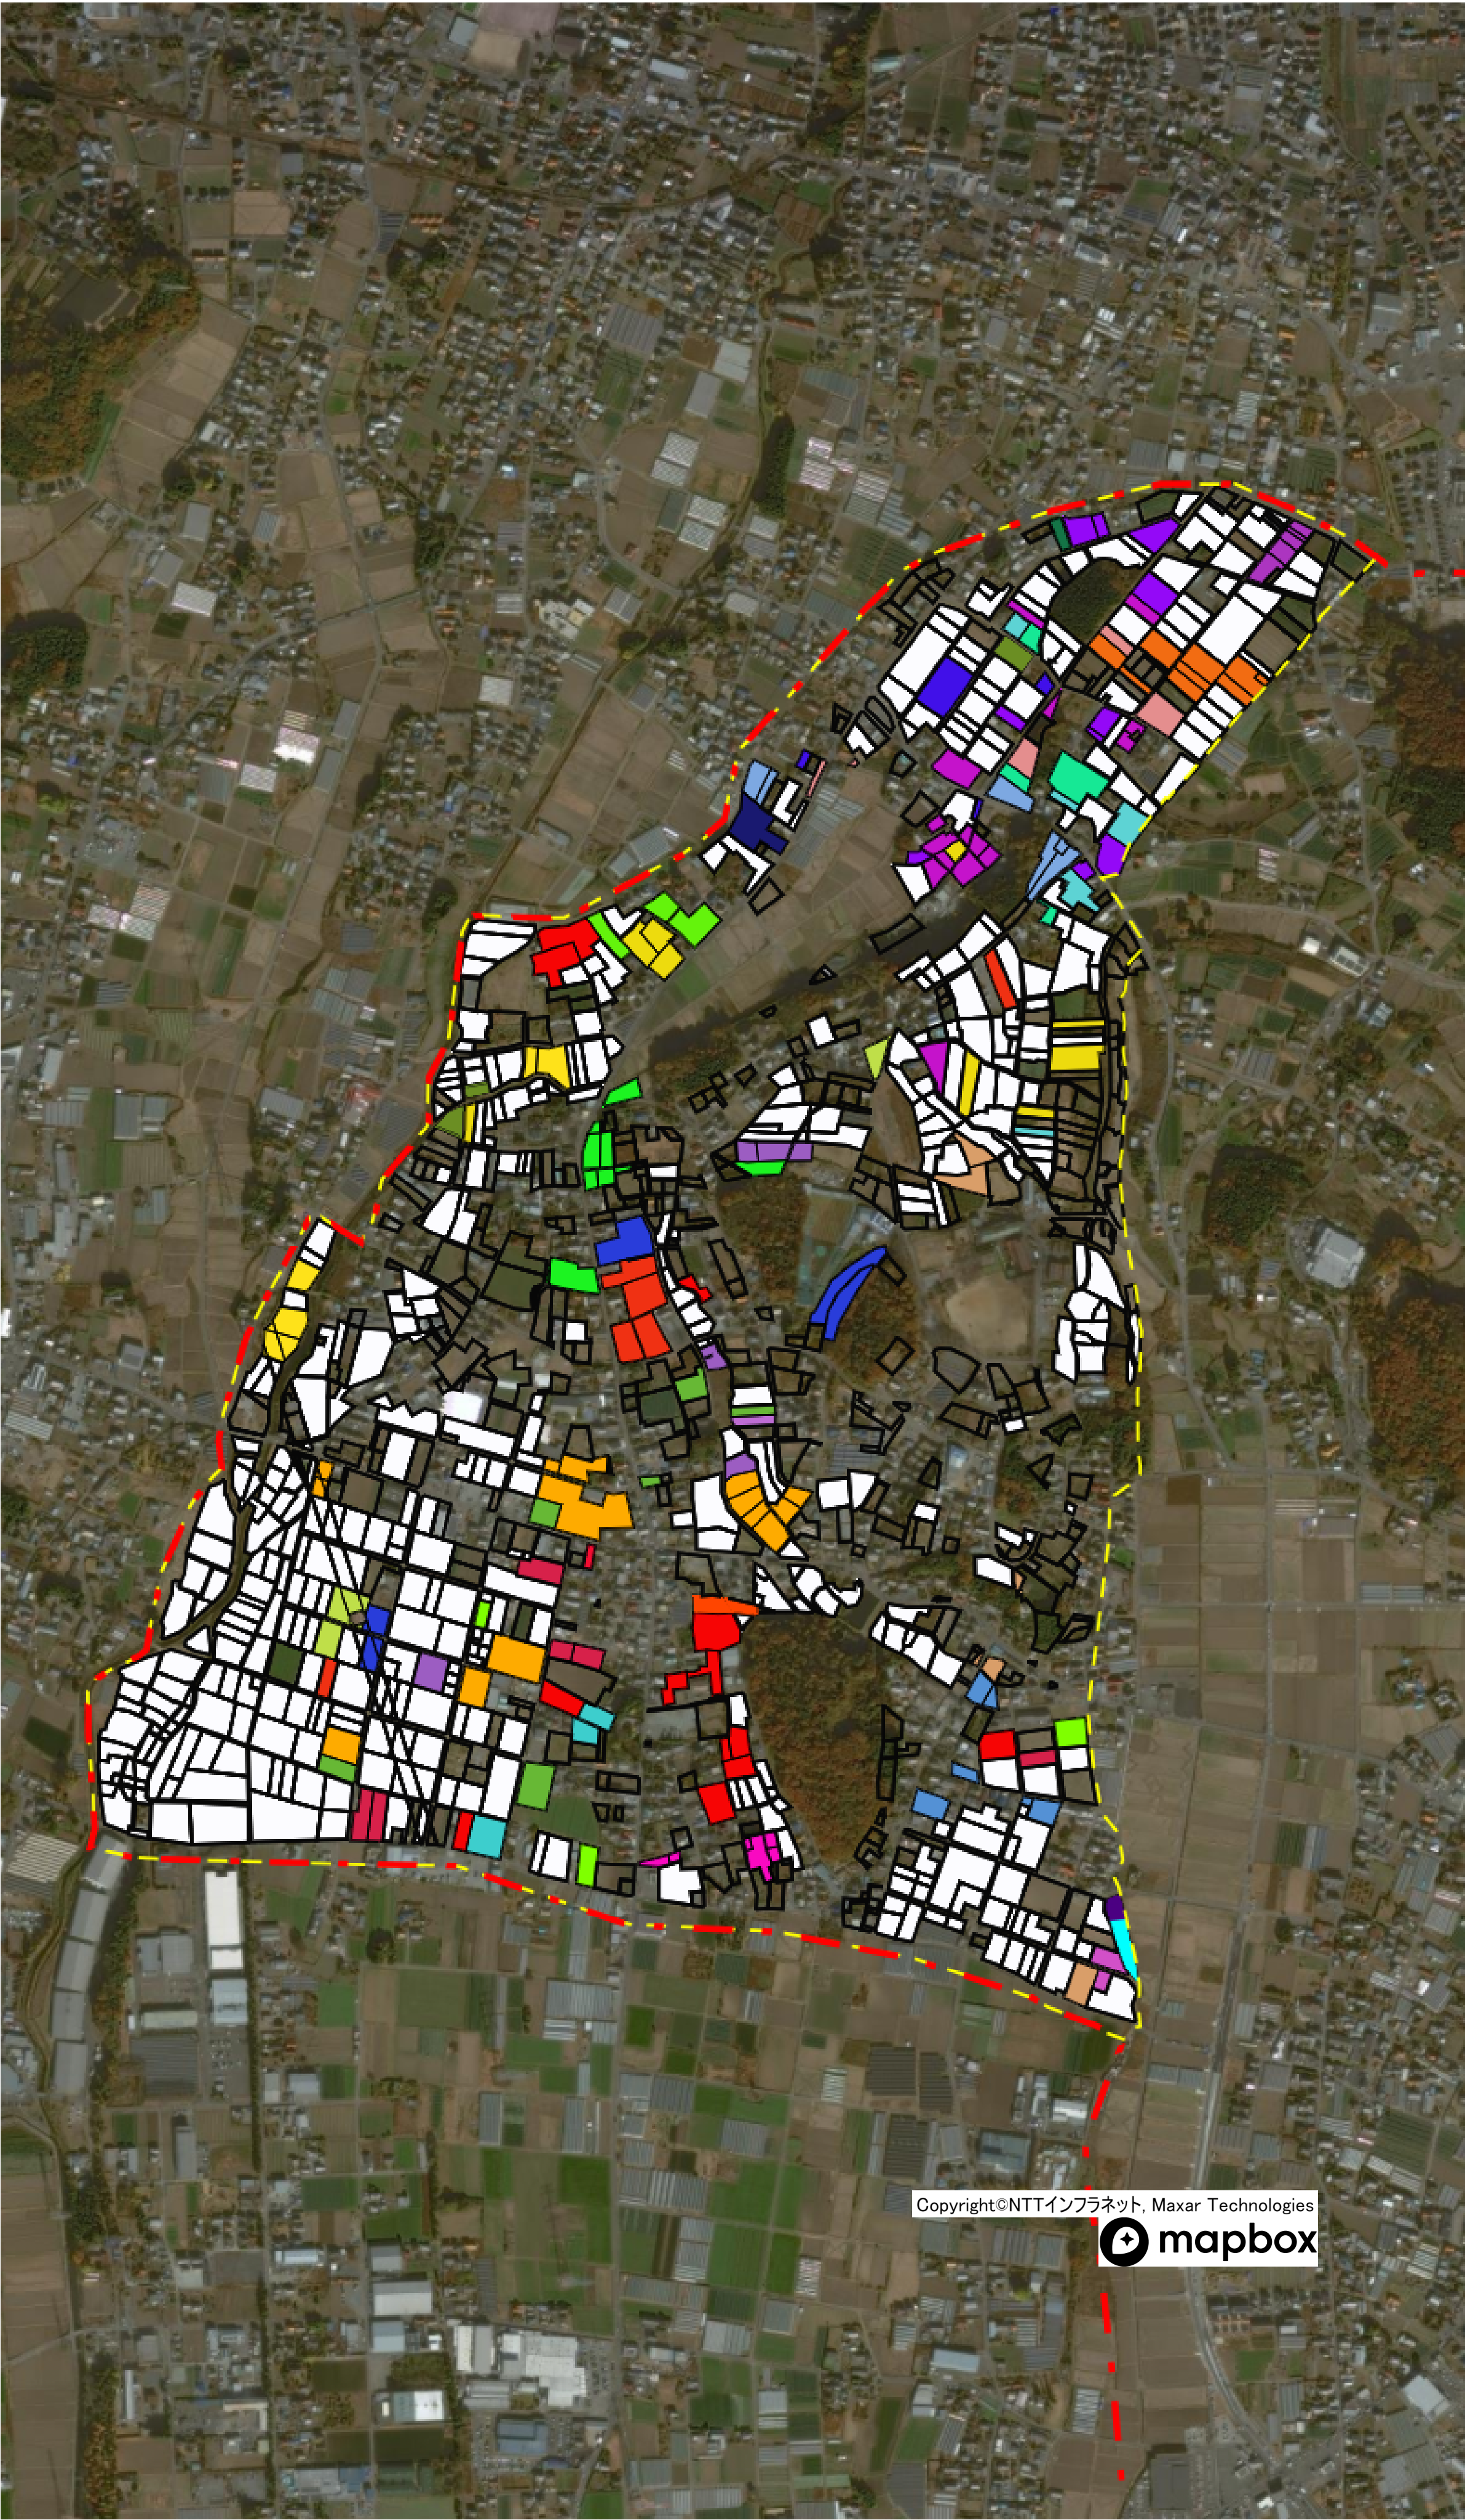 Copyright©NTTインフラネット, Maxar Technologies
mapbox